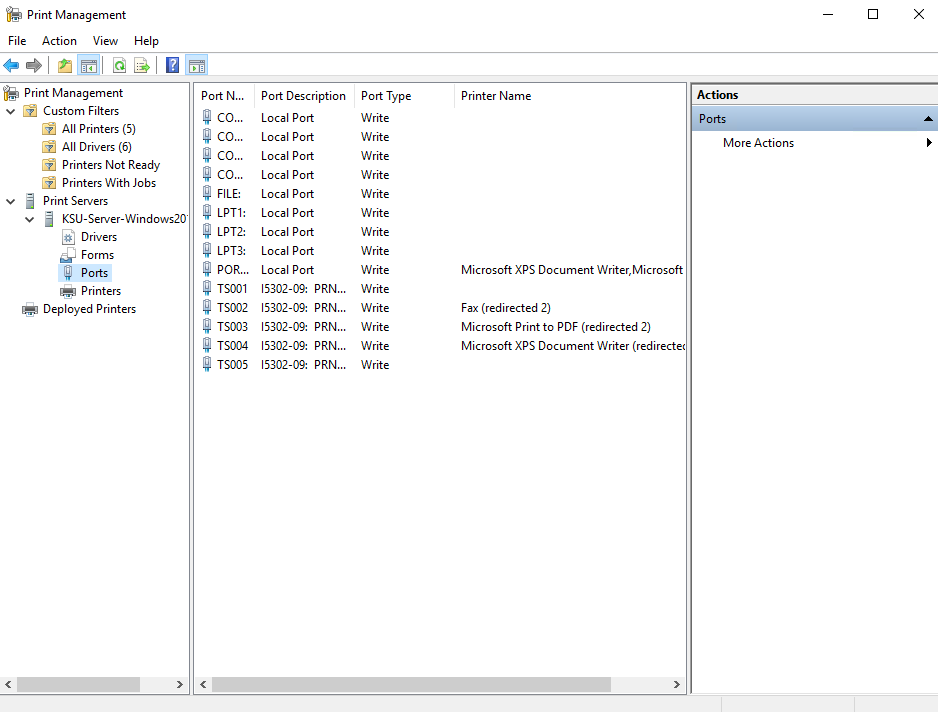 Print Management
File Action View Help
Print Management
Custom Filters
All Printers (5)
All Drivers (6)
Printers Not Ready
Printers With Jobs
Print Servers
KSU-Server-Windows20
Drivers
Forms
Ports
Printers
Deployed Printers
Port N... Port Description Port Type Printer Name
CO... Local Port Write
CO... Local Port Write
CO... Local Port Write
CO... Local Port Write
FILE: Local Port Write
LPT1: Local Port Write
LPT2: Local Port Write
LPT3: Local Port Write
POR... Local Port Write Microsoft XPS Document Writer,Microsoft
TS001 I5302-09: PRN... Write
TS002 I5302-09: PRN... Write Fax (redirected 2)
TS003 I5302-09: PRN... Write Microsoft Print to PDF (redirected 2)
TS004 I5302-09: PRN... Write Microsoft XPS Document Writer (redirected
TS005 I5302-09: PRN... Write
Actions
Ports
More Actions